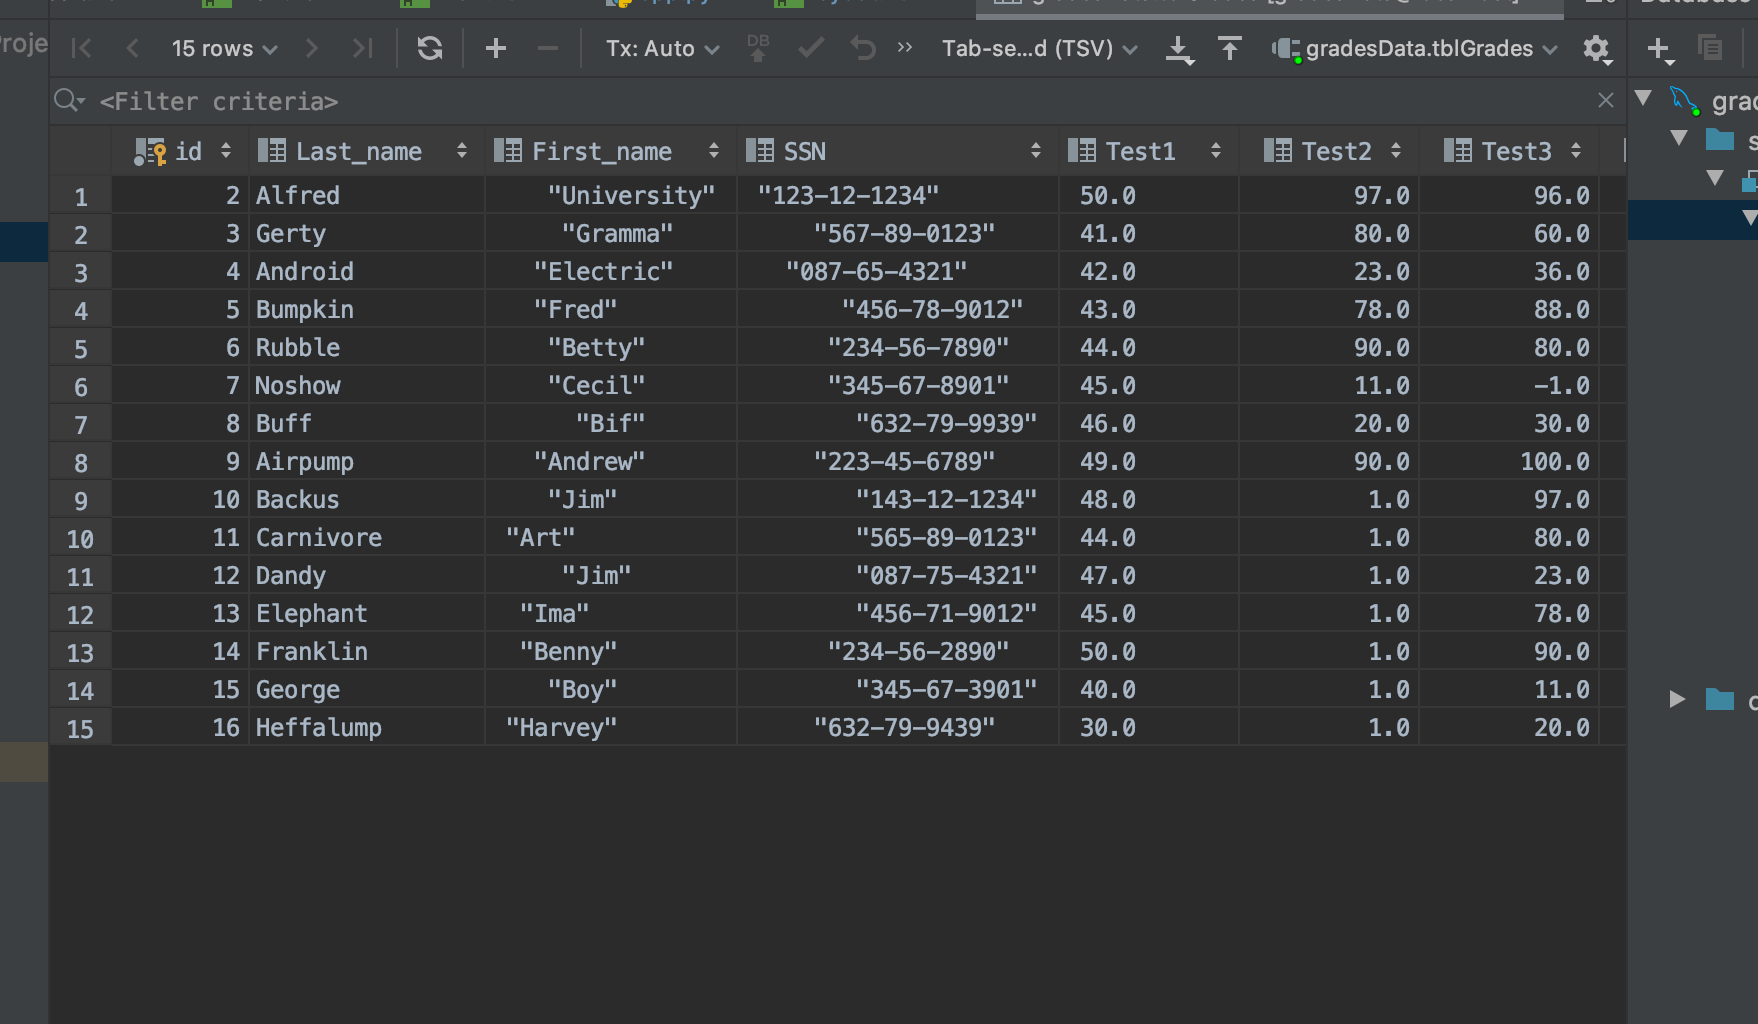 15 rows Tx: Auto DB Tab-se...d (TSV) gradesData.tblGrades
<Filter criteria>
id Last_name First_name SSN Test1 Test2 Test3
1 2 Alfred "University" "123-12-1234" 50.0 97.0 96.0
2 3 Gerty "Gramma" "567-89-0123" 41.0 80.0 60.0
3 4 Android "Electric" "087-65-4321" 42.0 23.0 36.0
4 5 Bumpkin "Fred" "456-78-9012" 43.0 78.0 88.0
5 6 Rubble "Betty" "234-56-7890" 44.0 90.0 80.0
6 7 Noshow "Cecil" "345-67-8901" 45.0 11.0 -1.0
7 8 Buff "Bif" "632-79-9939" 46.0 20.0 30.0
8 9 Airpump "Andrew" "223-45-6789" 49.0 90.0 100.0
9 10 Backus "Jim" "143-12-1234" 48.0 1.0 97.0
10 11 Carnivore "Art" "565-89-0123" 44.0 1.0 80.0
11 12 Dandy "Jim" "087-75-4321" 47.0 1.0 23.0
12 13 Elephant "Ima" "456-71-9012" 45.0 1.0 78.0
13 14 Franklin "Benny" "234-56-2890" 50.0 1.0 90.0
14 15 George "Boy" "345-67-3901" 40.0 1.0 11.0
15 16 Heffalump "Harvey" "632-79-9439" 30.0 1.0 20.0